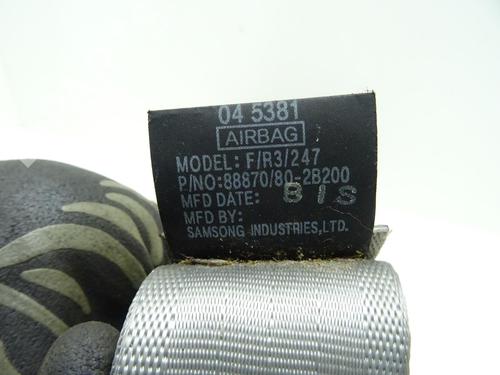 04 5381
AIRBAG
MODEL: F/R3/247
P/NO:88870/80-2B200
MFD DATE: B I S
MFD BY:
SAMSONG INDUSTRIES,LTD.